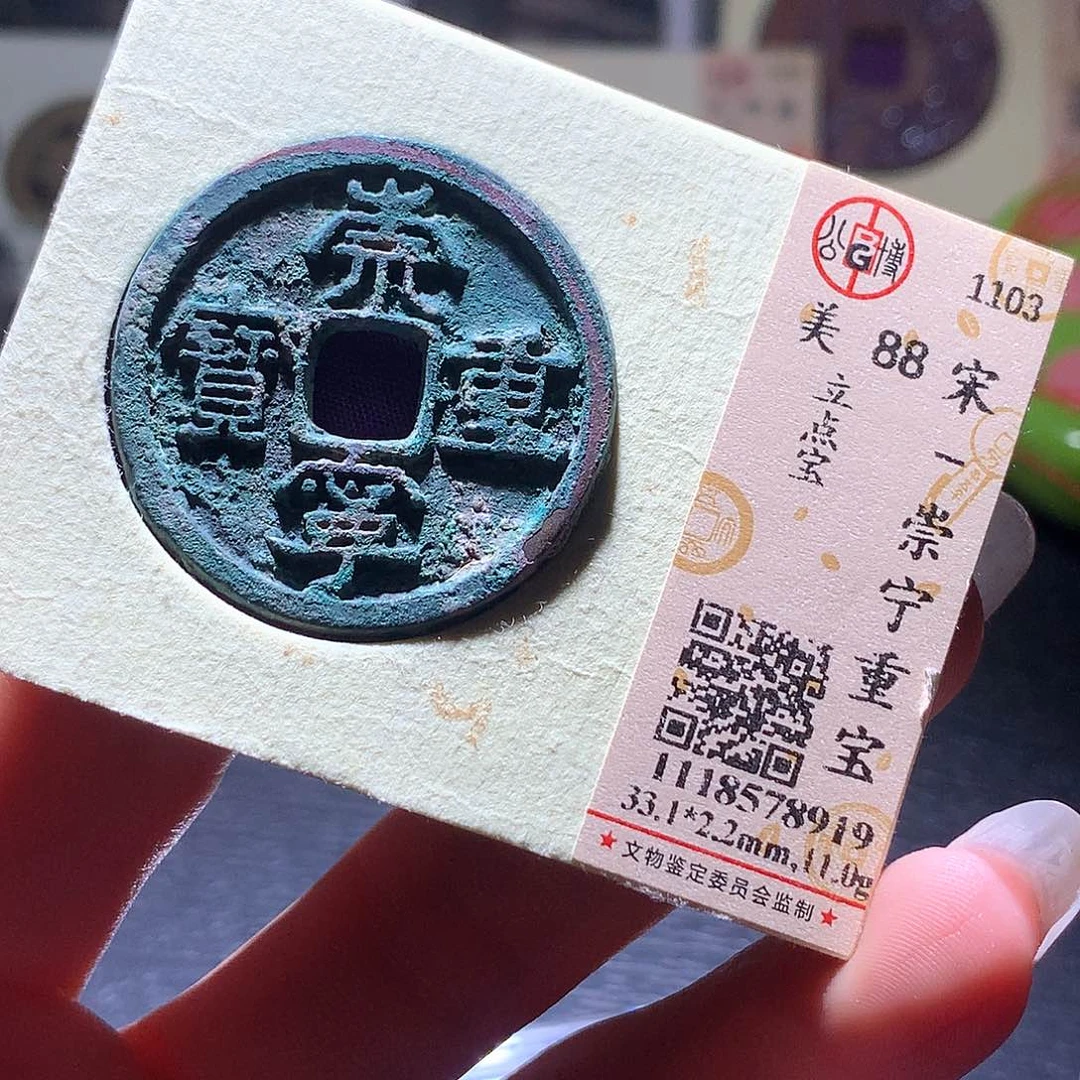 崇
重
寶
寧
公博
G
1103
美 88
立点宝
宋一崇宁重宝
1118578919
33.1*2.2mm,11.0g
★文物鉴定委员会监制★